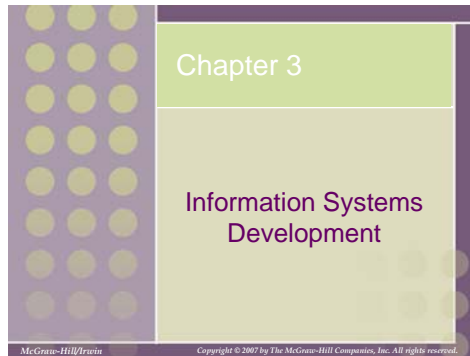 Chapter 3
Information Systems
Development
McGraw-Hill/Irwin
Copyright © 2007 by The McGraw-Hill Companies, Inc. All rights reserved.